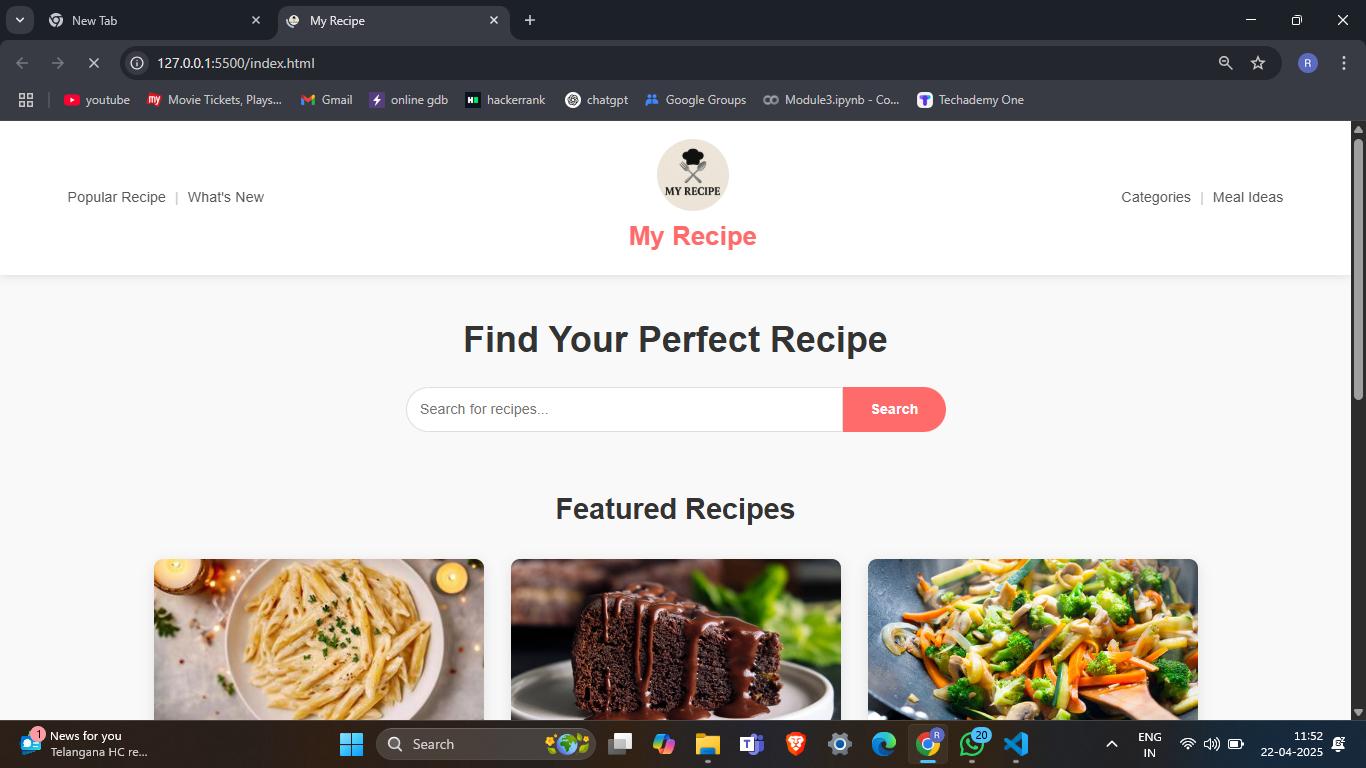 New Tab
My Recipe
127.0.0.1:5500/index.html
R
youtube
Movie Tickets, Plays...
Gmail
online gdb
hackerrank
chatgpt
Google Groups
Module3.ipynb - Co...
Techademy One
Popular Recipe | What's New
MY RECIPE
My Recipe
Categories | Meal Ideas
Find Your Perfect Recipe
Search for recipes...
Search
Featured Recipes
1
News for you
Telangana HC re...
Search
R
20
ENG
IN
11:52
22-04-2025